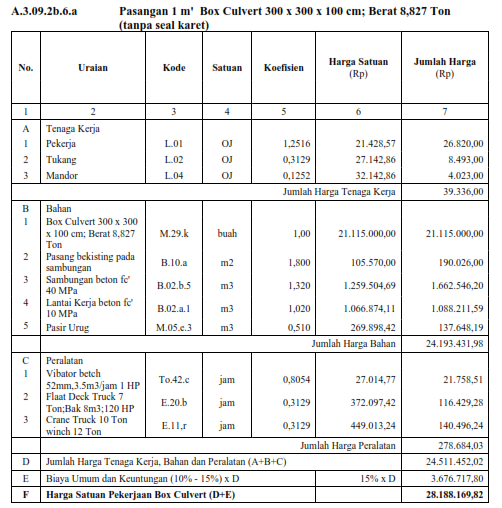 A.3.09.2b.6.a Pasangan 1 m' Box Culvert 300 x 300 x 100 cm; Berat 8,827 Ton
(tanpa seal karet)
No. Uraian Kode Satuan Koefisien Harga Satuan (Rp) Jumlah Harga (Rp)
1 2 3 4 5 6 7
A Tenaga Kerja
1 Pekerja L.01 OJ 1,2516 21.428,57 26.820,00
2 Tukang L.02 OJ 0,3129 27.142,86 8.493,00
3 Mandor L.04 OJ 0,1252 32.142,86 4.023,00
Jumlah Harga Tenaga Kerja 39.336,00
B Bahan
1 Box Culvert 300 x 300
x 100 cm; Berat 8,827 M.29.k buah 1,00 21.115.000,00 21.115.000,00
Ton
2 Pasang bekisting pada
sambungan B.10.a m2 1,800 105.570,00 190.026,00
3 Sambungan beton fc'
40 MPa B.02.b.5 m3 1,320 1.259.504,69 1.662.546,20
4 Lantai Kerja beton fc'
10 MPa B.02.a.1 m3 1,020 1.066.874,11 1.088.211,59
5 Pasir Urug M.05.e.3 m3 0,510 269.898,42 137.648,19
Jumlah Harga Bahan 24.193.431,98
C Peralatan
1 Vibator betch
52mm,3.5m3/jam 1 HP To.42.c jam 0,8054 27.014,77 21.758,51
2 Flaat Deck Truck 7
Ton;Bak 8m3;120 HP E.20.b jam 0,3129 372.097,42 116.429,28
3 Crane Truck 10 Ton
winch 12 Ton E.11,r jam 0,3129 449.013,24 140.496,24
Jumlah Harga Peralatan 278.684,03
D Jumlah Harga Tenaga Kerja, Bahan dan Peralatan (A+B+C) 24.511.452,02
E Biaya Umum dan Keuntungan (10% - 15%) x D 15% x D 3.676.717,80
F Harga Satuan Pekerjaan Box Culvert (D+E) 28.188.169,82